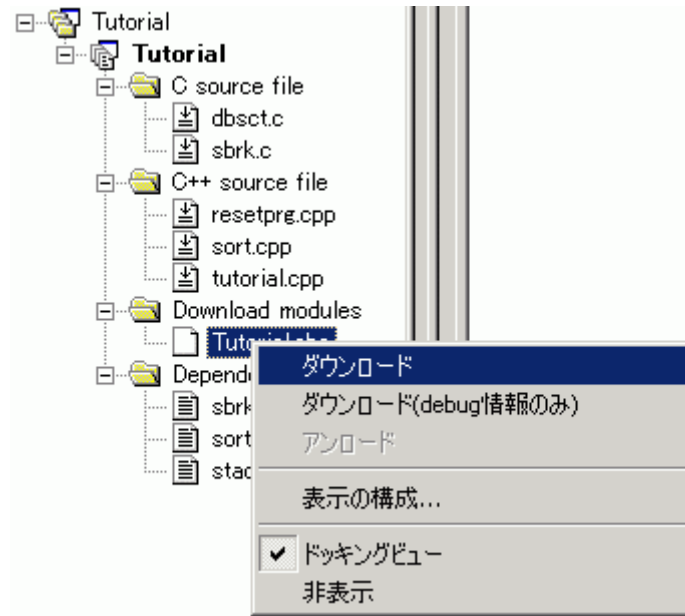 Tutorial
Tutorial
C source file
dbsct.c
sbrk.c
C++ source file
resetprg.cpp
sort.cpp
tutorial.cpp
Download modules
ダウンロード
ダウンロード(debug情報のみ)
アンロード
sbrk
sort
表示の構成...
ドッキングビュー
非表示